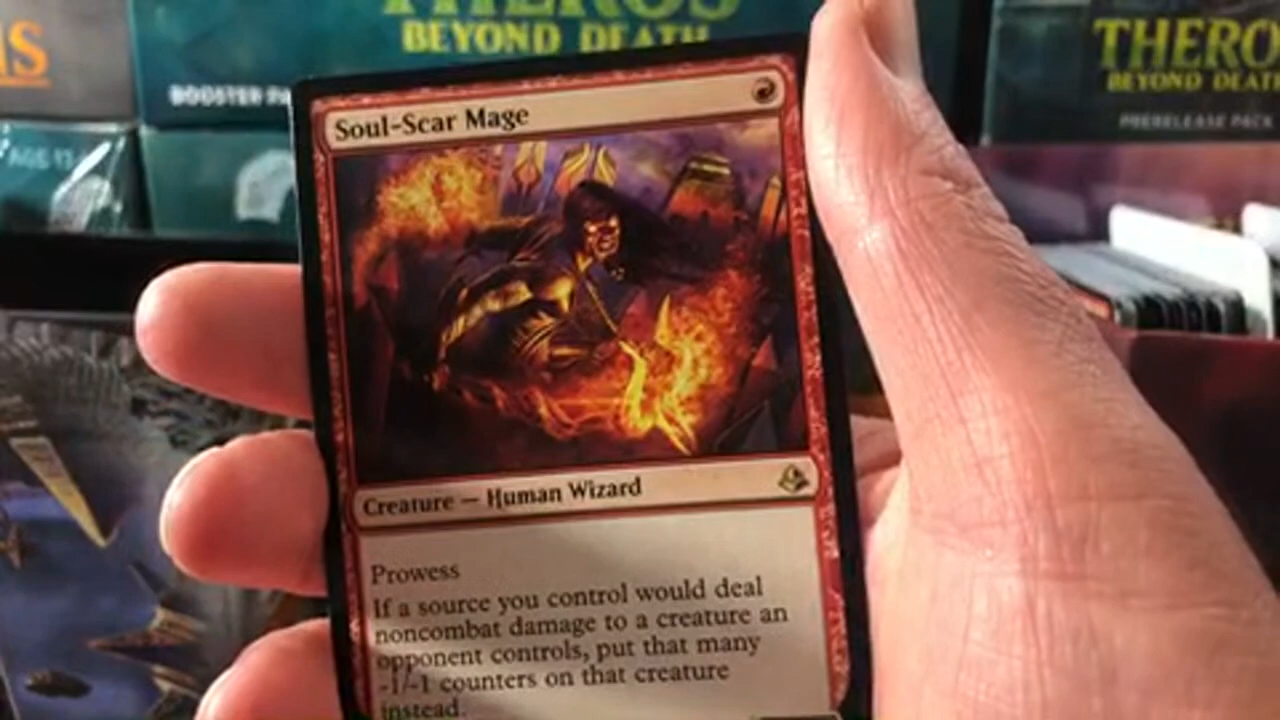 THEROS
BEYOND DEATH
THERO
BEYOND DEAT
BOOSTER PA
PRERELEASE PACK
AGE 13
Soul-Scar Mage
Creature — Human Wizard
Prowess
If a source you control would deal
noncombat damage to a creature an
opponent controls, put that many
-1/-1 counters on that creature
instead.